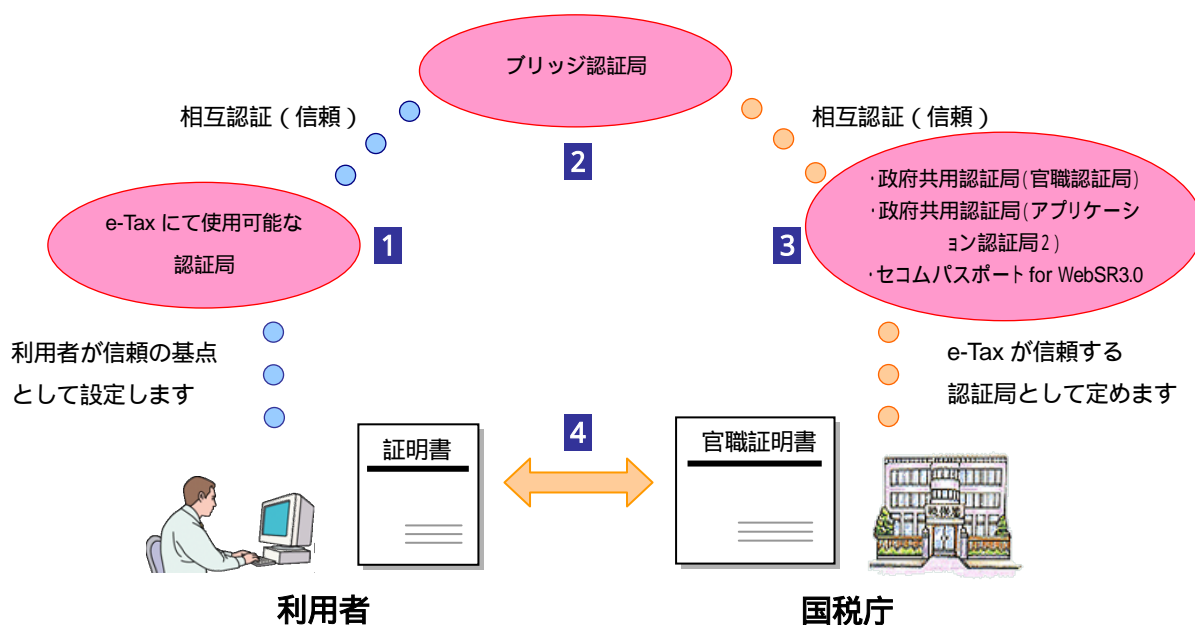 ブリッジ認証局
相互認証(信頼)
相互認証(信頼)
2
・政府共用認証局(官職認証局)
・政府共用認証局(アプリケーシ
ョン認証局2)
・セコムパスポート for WebSR3.0
e-Tax にて使用可能な
認証局
1
3
利用者が信頼の基点
として設定します
e-Tax が信頼する
認証局として定めます
証明書
4
官職証明書
税務署
利用者
国税庁